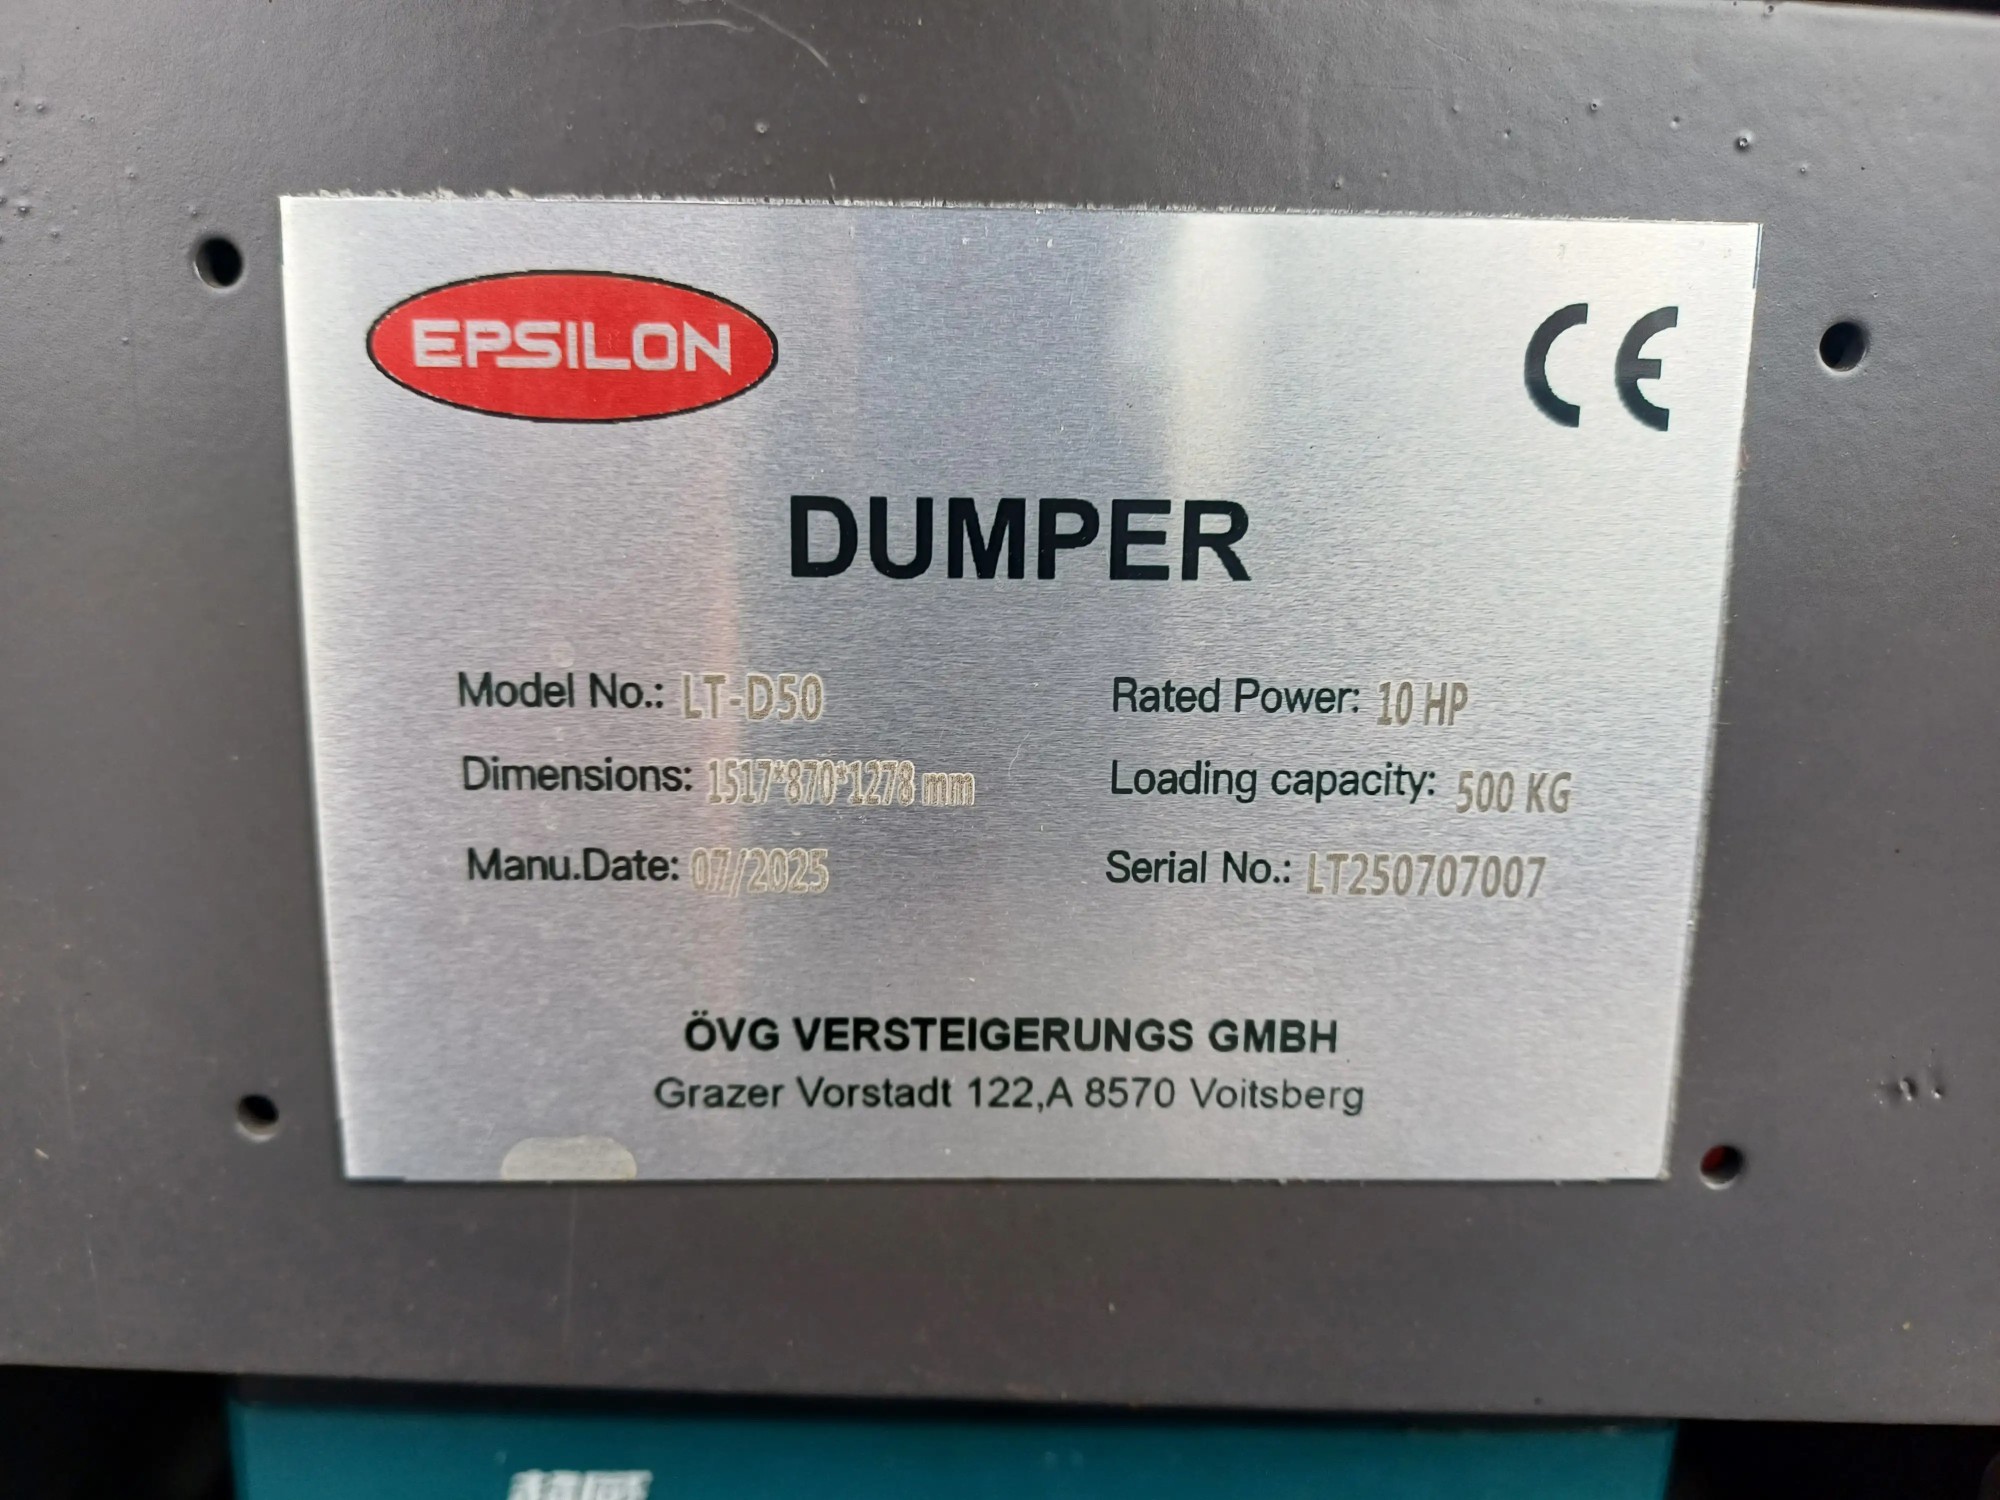 EPSILON
CE
DUMPER
Model No.: LT-D50
Rated Power: 10 HP
Dimensions: 1517*870*1278 mm
Loading capacity: 500 KG
Manu.Date: 07/2025
Serial No.: LT250707007
ÖVG VERSTEIGERUNGS GMBH
Grazer Vorstadt 122,A 8570 Voitsberg